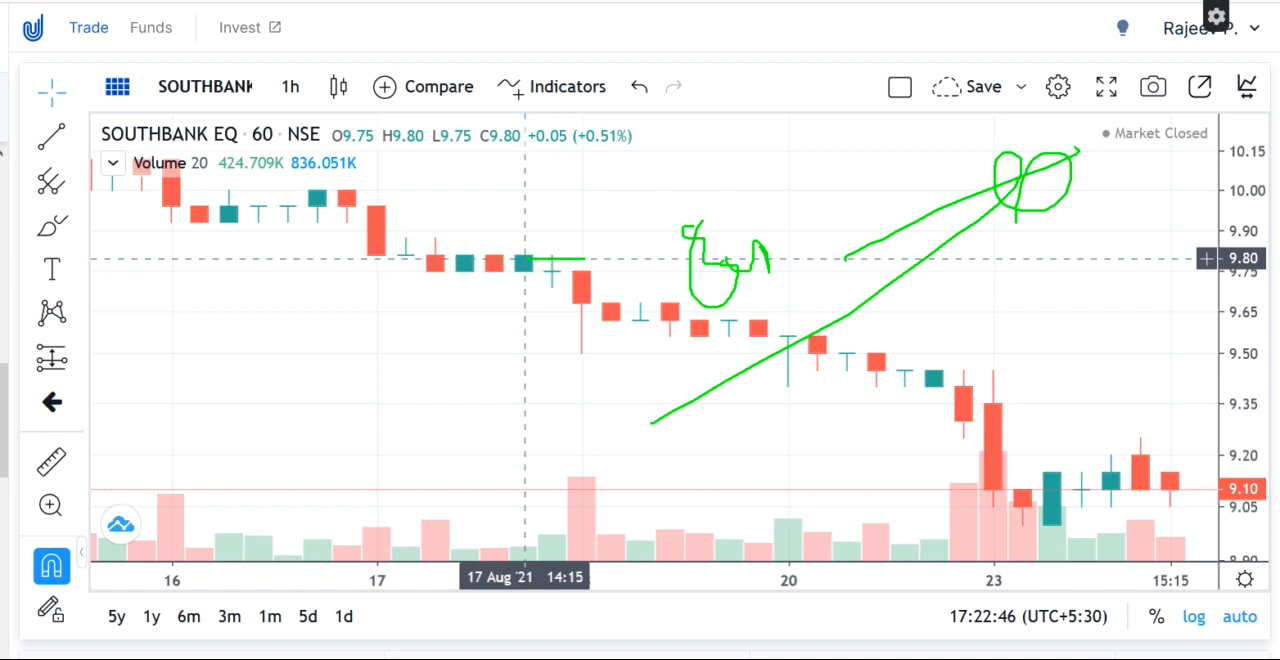 Trade Funds Invest
SOUTHBANK 1h Compare Indicators Save
SOUTHBANK EQ · 60 · NSE O9.75 H9.80 L9.75 C9.80 +0.05 (+0.51%)
Market Closed
Volume 20 424.709K 836.051K
10.15
10.00
9.90
9.80
9.75
9.65
9.50
9.35
9.20
9.10
9.05
8.90
16 17 17 Aug '21 14:15 20 23 15:15
5y 1y 6m 3m 1m 5d 1d 17:22:46 (UTC+5:30) % log auto